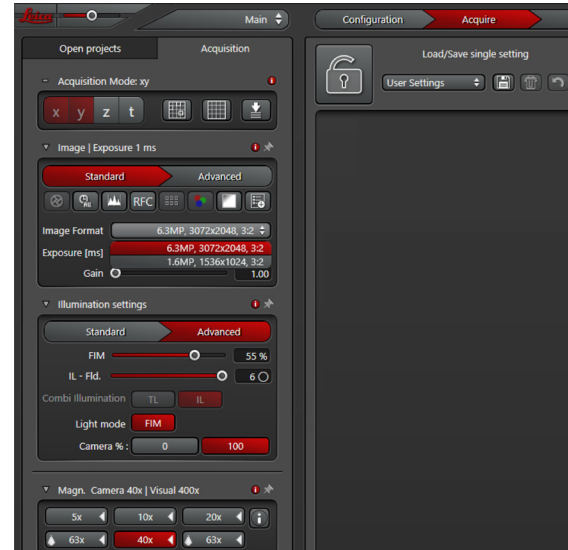 Leica
Main
Configuration
Acquire
Open projects
Acquisition
Load/Save single setting
User Settings
Acquisition Mode: xy
x y z t
Image | Exposure 1 ms
Standard
Advanced
RFC
Image Format
6.3MP, 3072x2048, 3:2
Exposure [ms]
6.3MP, 3072x2048, 3:2
1.6MP, 1536x1024, 3:2
Gain
1.00
Illumination settings
Standard
Advanced
FIM
55 %
IL - Fld.
6
Combi Illumination
TL
IL
Light mode
FIM
Camera % :
0
100
Magn. Camera 40x | Visual 400x
5x
10x
20x
63x
40x
63x